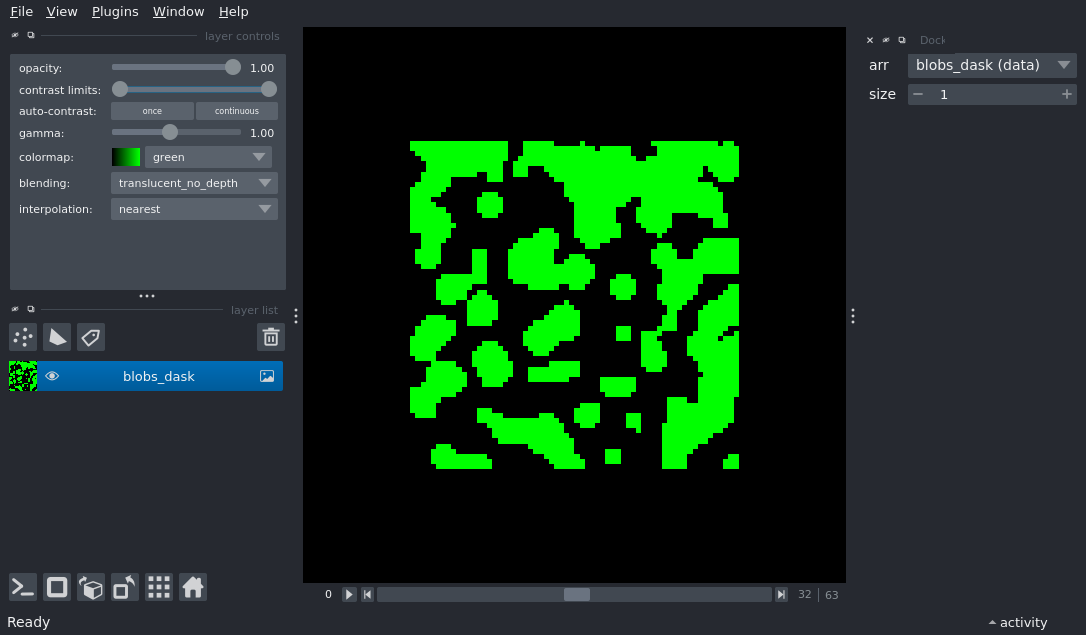 File View Plugins Window Help
layer controls
opacity: 1.00
contrast limits:
auto-contrast: once continuous
gamma: 1.00
colormap: green
blending: translucent_no_depth
interpolation: nearest
layer list
blobs_dask
0 32 63
Ready
Dock
arr blobs_dask (data)
size 1
activity